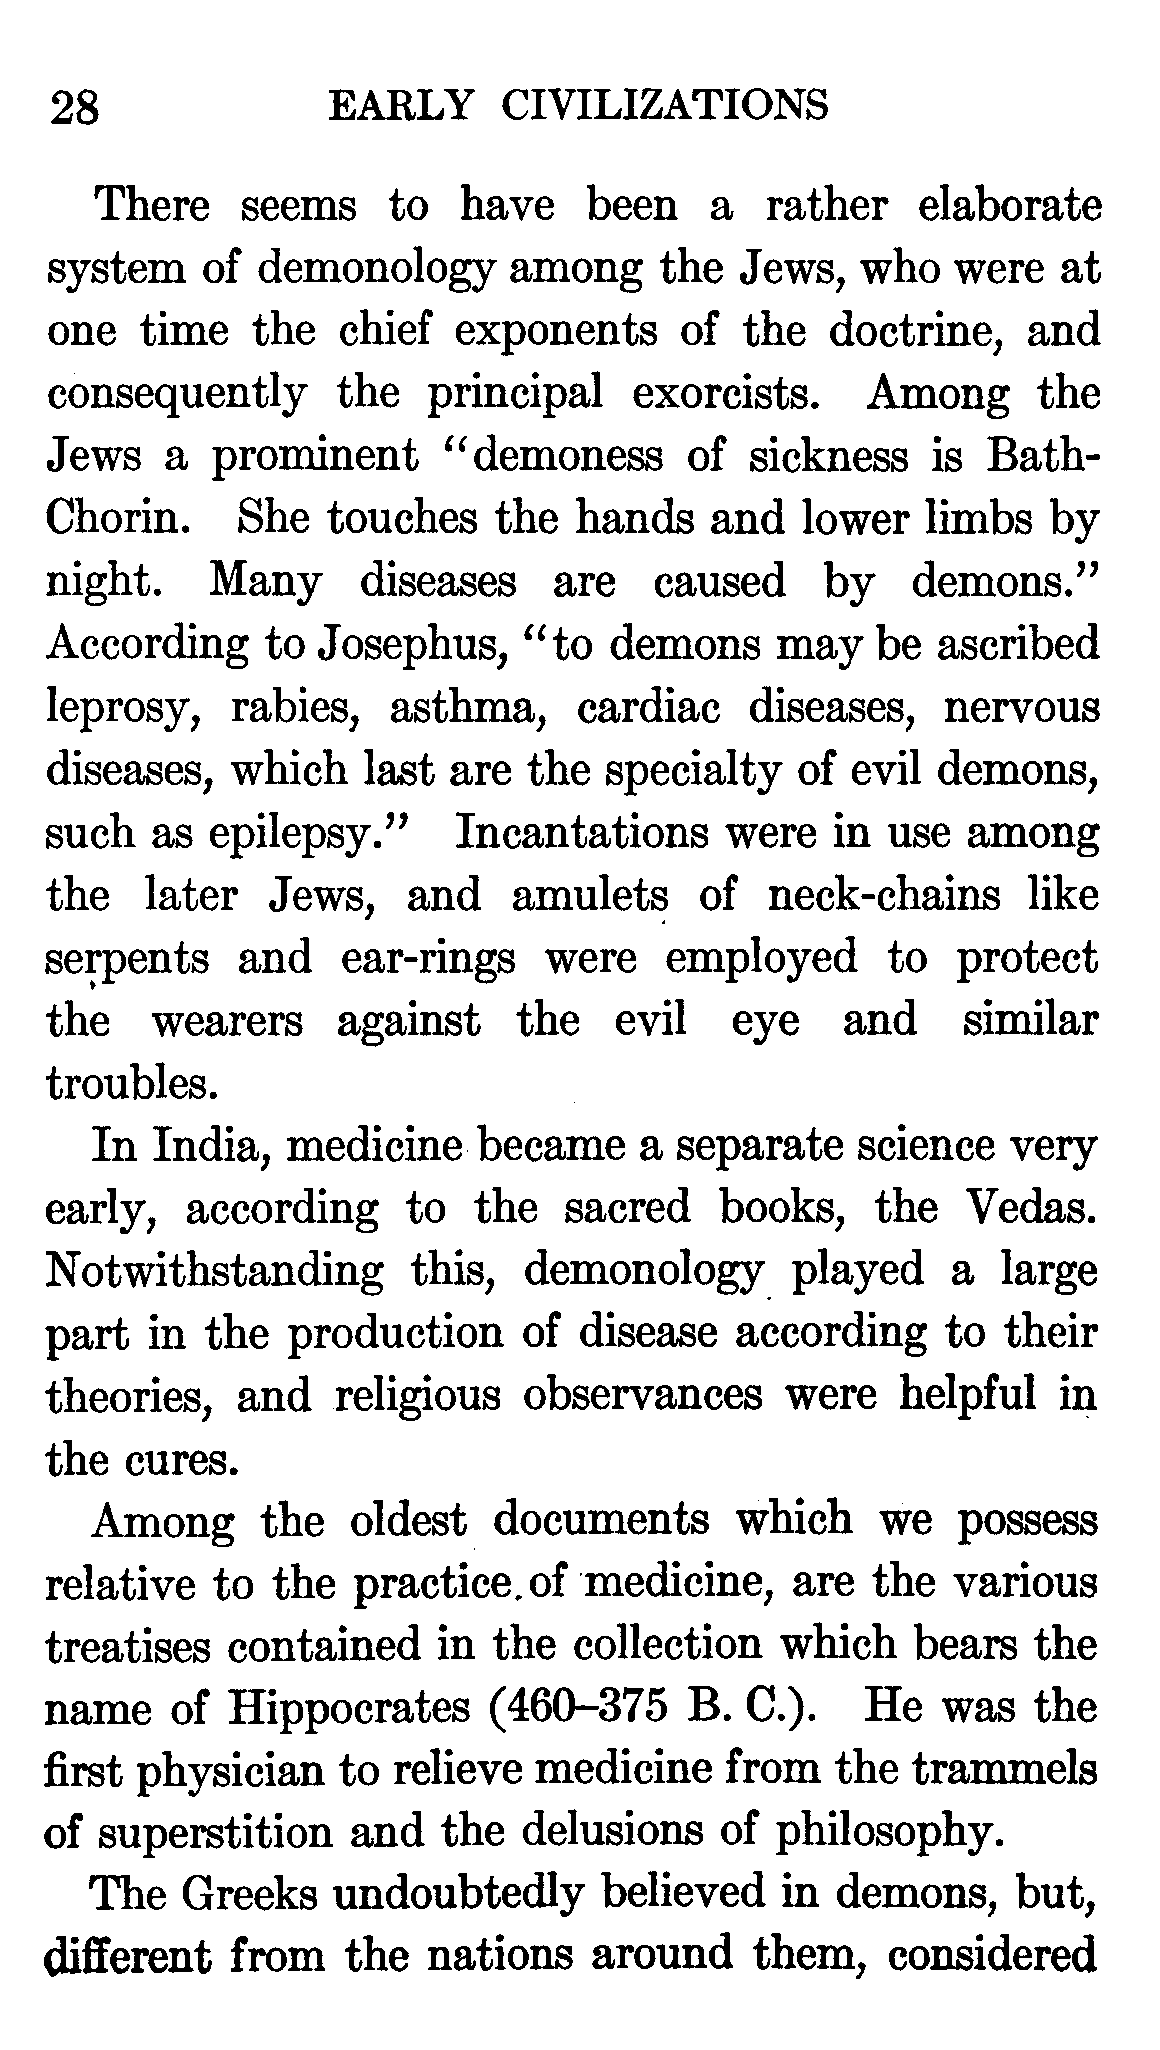 28 EARLY CIVILIZATIONS
There seems to have been a rather elaborate
system of demonology among the Jews, who were at
one time the chief exponents of the doctrine, and
consequently the principal exorcists. Among the
Jews a prominent "demoness of sickness is Bath-
Chorin. She touches the hands and lower limbs by
night. Many diseases are caused by demons."
According to Josephus, "to demons may be ascribed
leprosy, rabies, asthma, cardiac diseases, nervous
diseases, which last are the specialty of evil demons,
such as epilepsy." Incantations were in use among
the later Jews, and amulets of neck-chains like
serpents and ear-rings were employed to protect
the wearers against the evil eye and similar
troubles.
In India, medicine became a separate science very
early, according to the sacred books, the Vedas.
Notwithstanding this, demonology played a large
part in the production of disease according to their
theories, and religious observances were helpful in
the cures.
Among the oldest documents which we possess
relative to the practice of medicine, are the various
treatises contained in the collection which bears the
name of Hippocrates (460–375 B. C.). He was the
first physician to relieve medicine from the trammels
of superstition and the delusions of philosophy.
The Greeks undoubtedly believed in demons, but,
different from the nations around them, considered